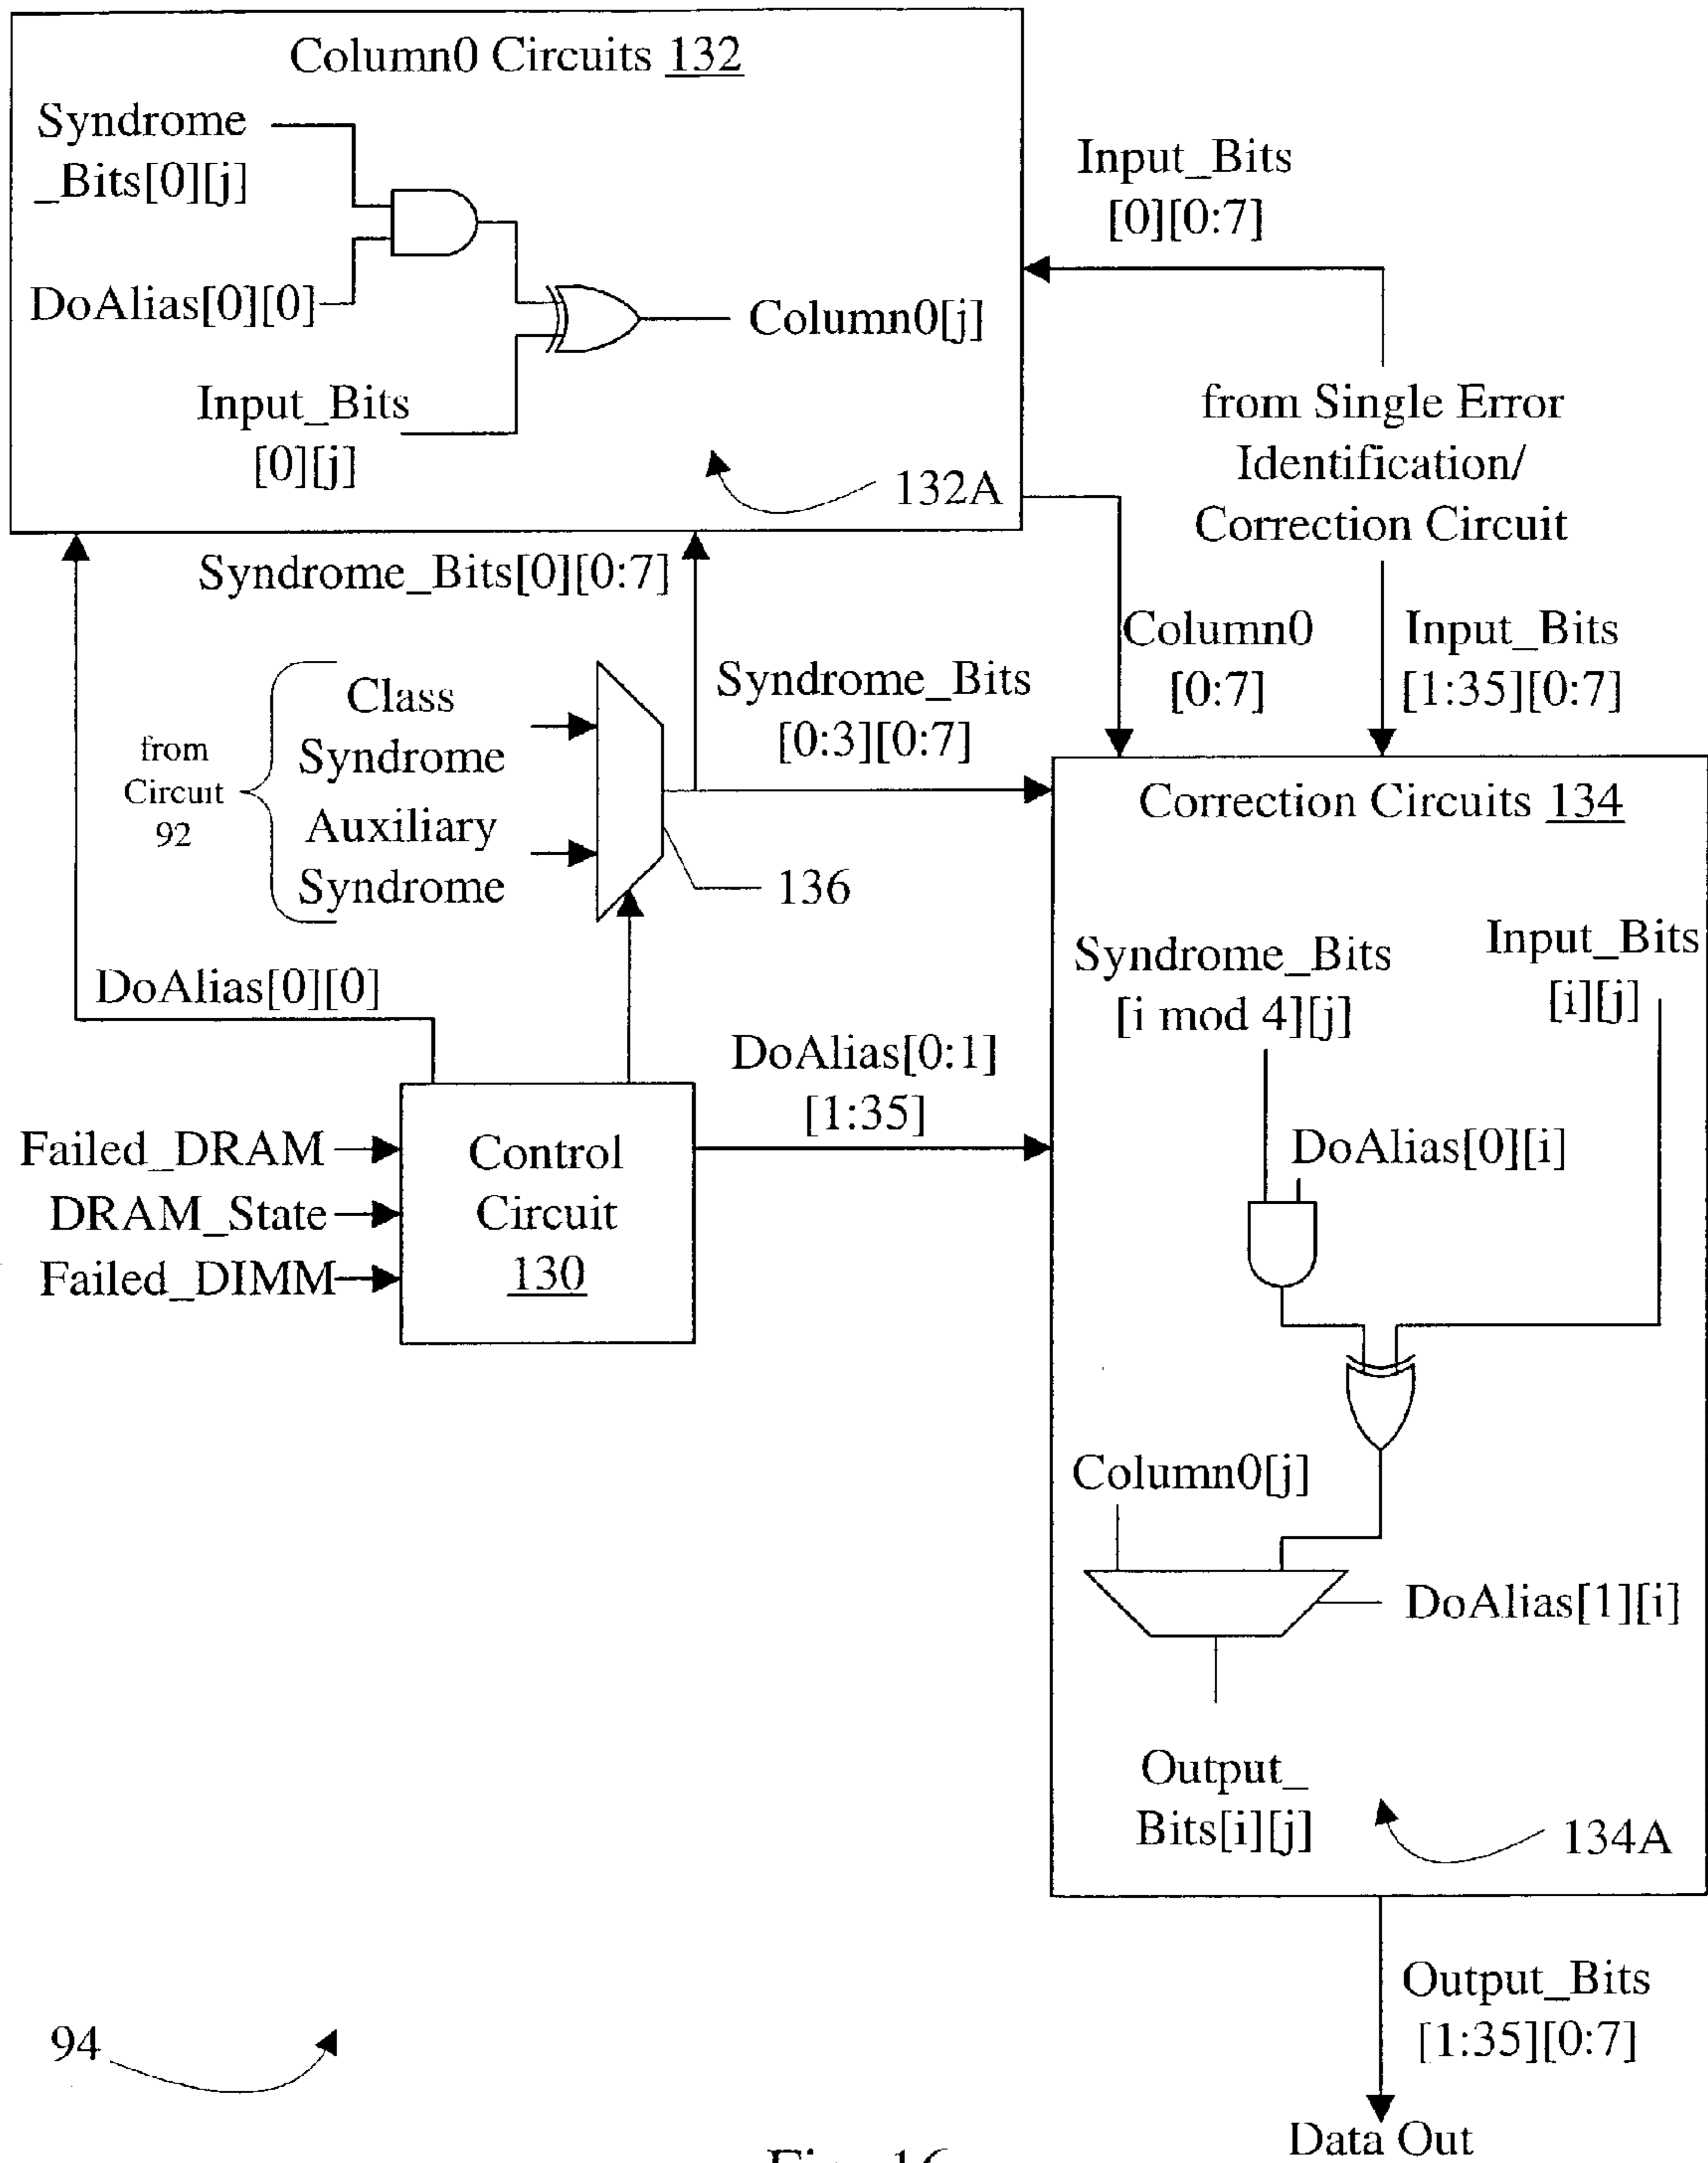 Column0 Circuits 132
Syndrome
_Bits[0][j]
DoAlias[0][0]
Input_Bits
[0][j]
Column0[j]
132A
Input_Bits
[0][0:7]
from Single Error
Identification/
Correction Circuit
Syndrome_Bits[0][0:7]
Column0
[0:7]
Input_Bits
[1:35][0:7]
from
Circuit
92
Class
Syndrome
Auxiliary
Syndrome
Syndrome_Bits
[0:3][0:7]
136
DoAlias[0][0]
DoAlias[0:1]
[1:35]
Failed_DRAM
DRAM_State
Failed_DIMM
Control
Circuit
130
Correction Circuits 134
Syndrome_Bits
[i mod 4][j]
Input_Bits
[i][j]
DoAlias[0][i]
Column0[j]
DoAlias[1][i]
Output_
Bits[i][j]
134A
Output_Bits
[1:35][0:7]
Data Out
94